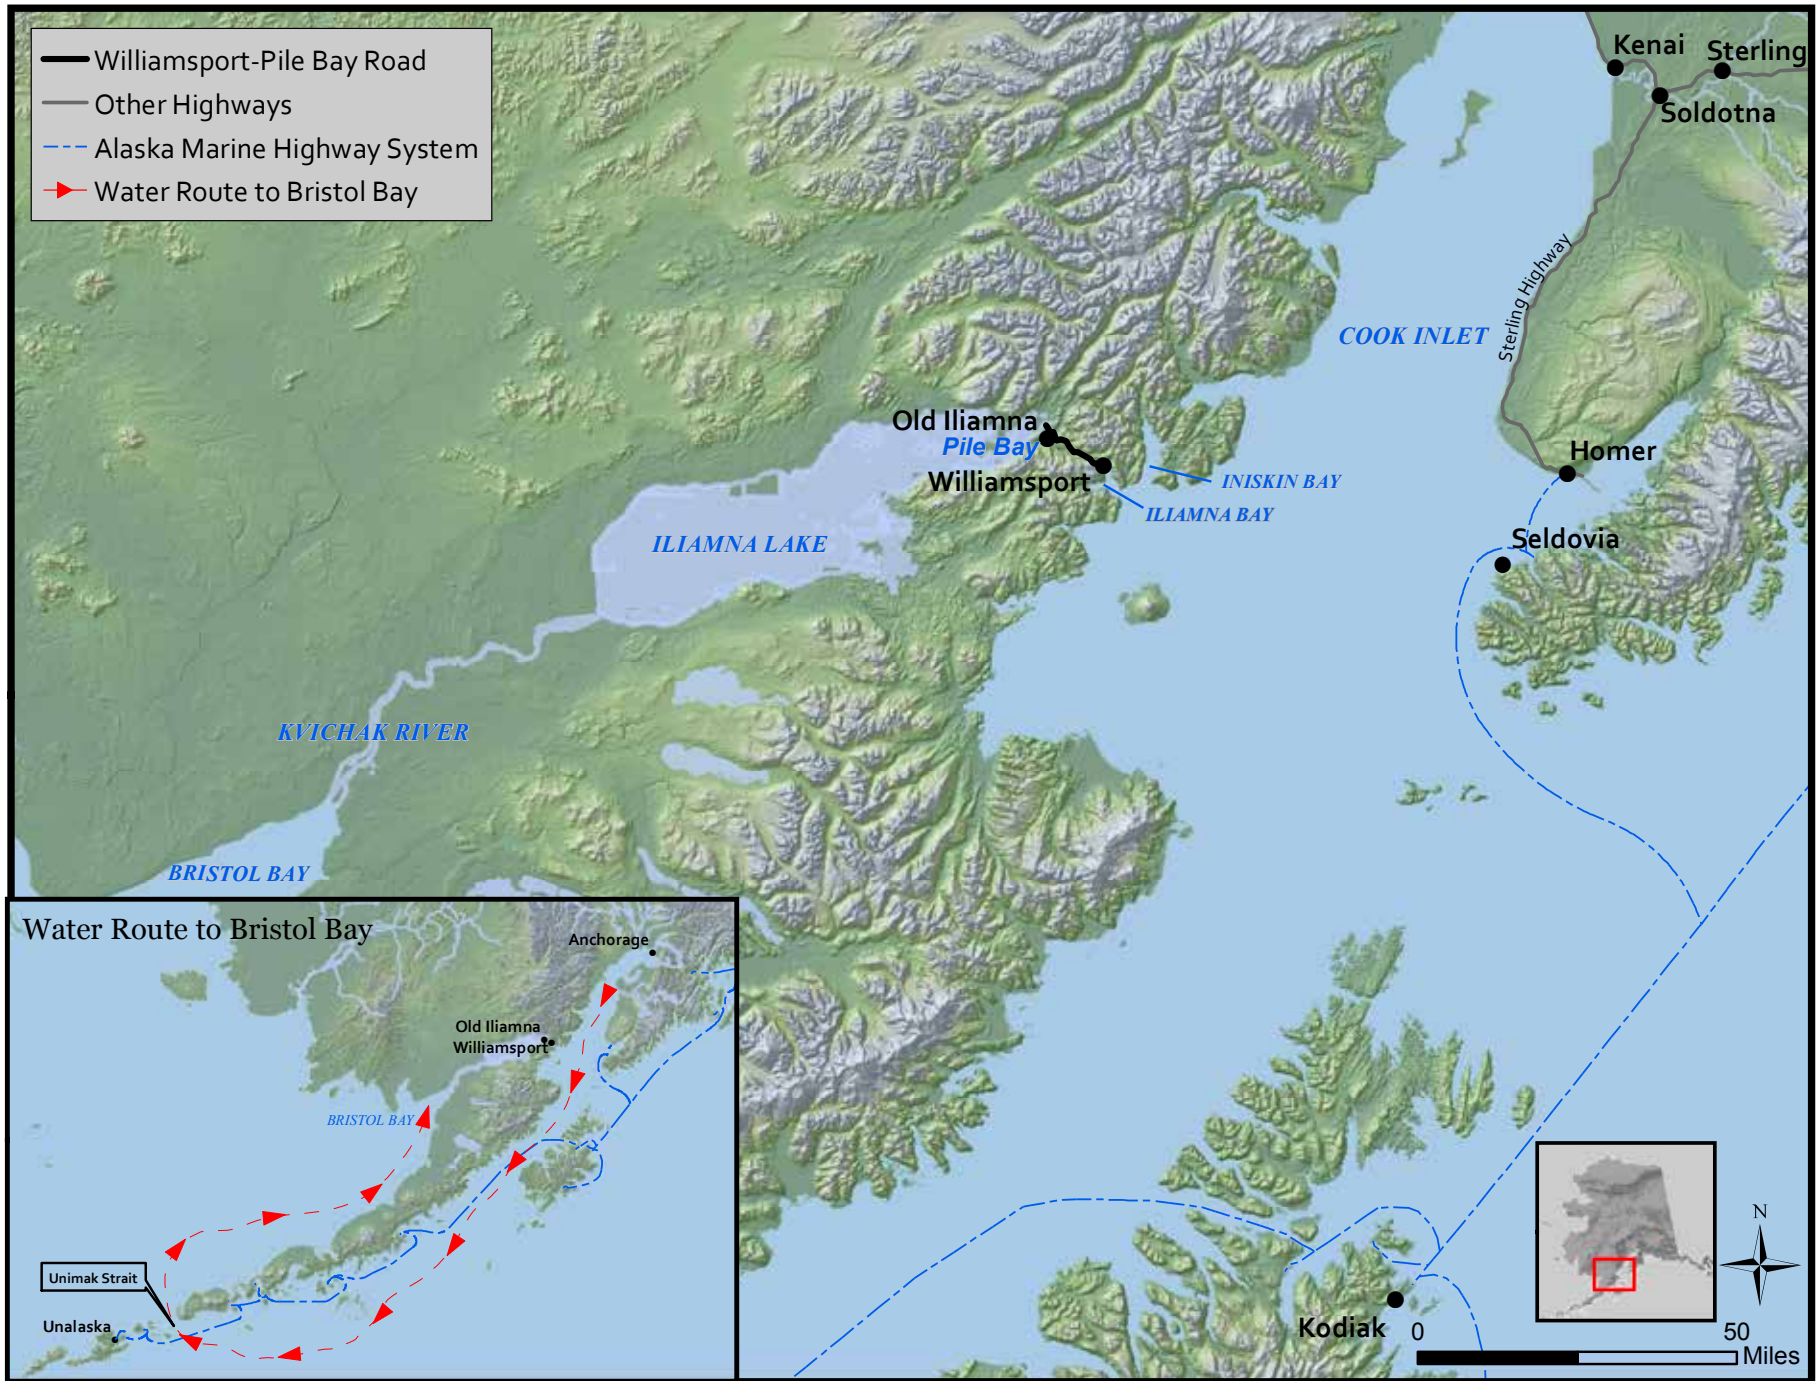 Williamsport-Pile Bay Road
Other Highways
Alaska Marine Highway System
Water Route to Bristol Bay
Kenai
Sterling
Soldotna
Sterling Highway
COOK INLET
Old Iliamna
Pile Bay
Williamsport
Homer
INISKIN BAY
ILIAMNA BAY
ILIAMNA LAKE
Seldovia
KVICHAK RIVER
BRISTOL BAY
Water Route to Bristol Bay
Anchorage
Old Iliamna
Williamsport
BRISTOL BAY
Unimak Strait
Unalaska
N
Kodiak
0 50
Miles